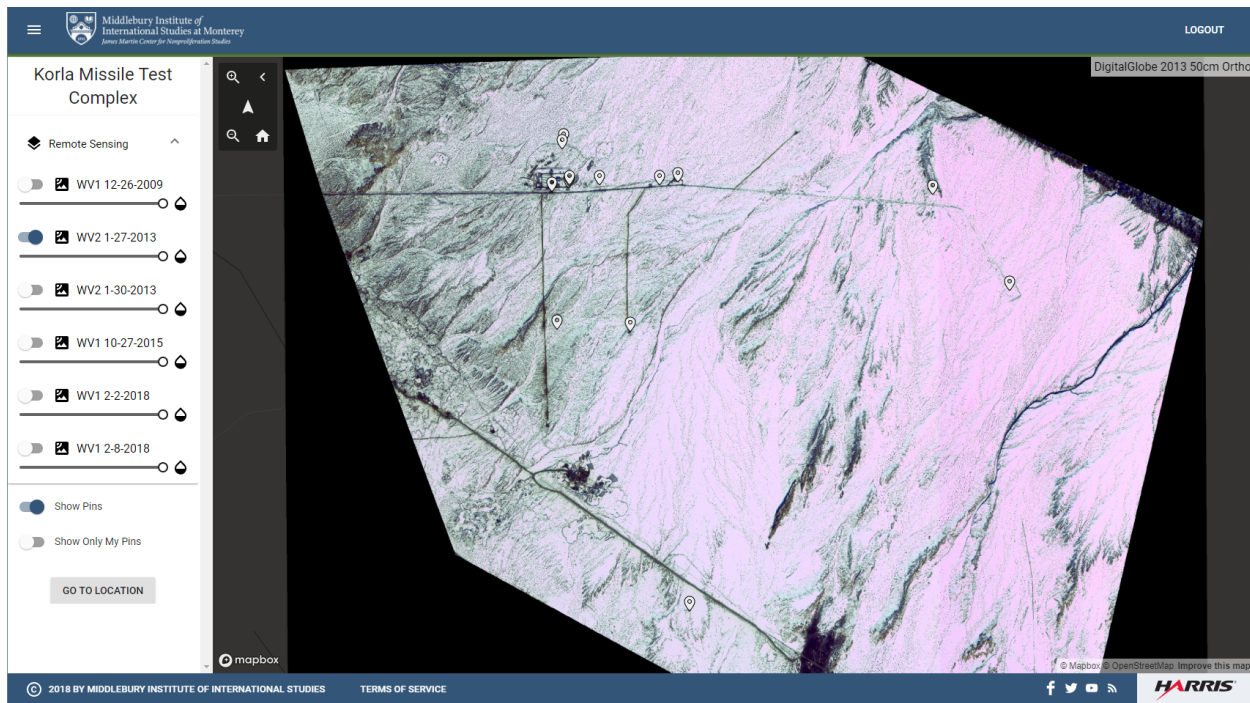 Middlebury Institute of
International Studies at Monterey
James Martin Center for Nonproliferation Studies
LOGOUT
Korla Missile Test
Complex
DigitalGlobe 2013 50cm Ortho
Remote Sensing
WV1 12-26-2009
WV2 1-27-2013
WV2 1-30-2013
WV1 10-27-2015
WV1 2-2-2018
WV1 2-8-2018
Show Pins
Show Only My Pins
GO TO LOCATION
mapbox
© Mapbox © OpenStreetMap Improve this map
© 2018 BY MIDDLEBURY INSTITUTE OF INTERNATIONAL STUDIES
TERMS OF SERVICE
HARRIS